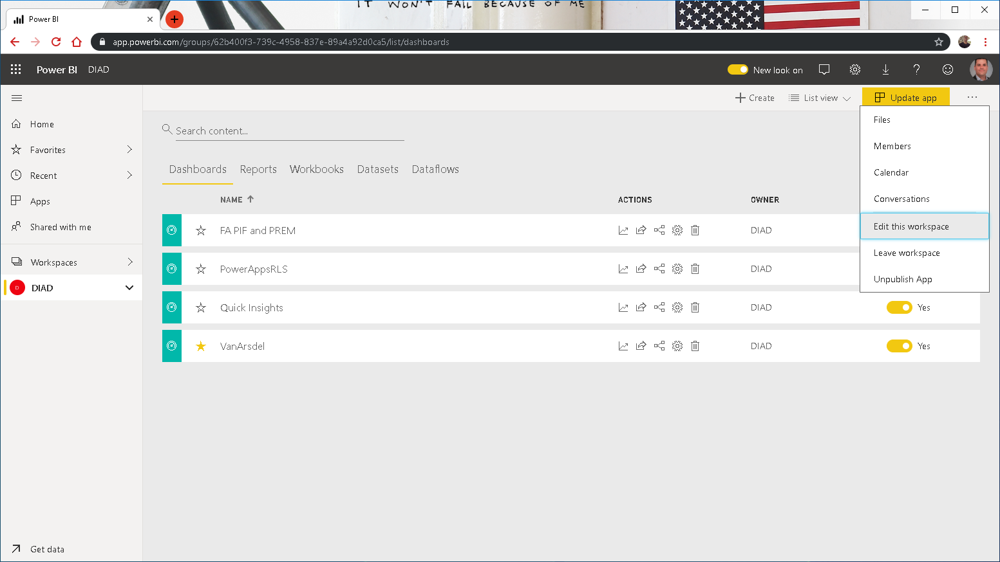 IT WON'T FAIL BECAUSE OF ME
Power BI
app.powerbi.com/groups/62b400f3-739c-4958-837e-89a4a92d0ca5/list/dashboards
Power BI DIAD
New look on
Create
List view
Update app
Home
Favorites
Recent
Apps
Shared with me
Workspaces
D DIAD
Get data
Search content...
Dashboards Reports Workbooks Datasets Dataflows
NAME ACTIONS OWNER
FA PIF and PREM DIAD
PowerAppsRLS DIAD
Quick Insights DIAD Yes
VanArsdel DIAD Yes
Files
Members
Calendar
Conversations
Edit this workspace
Leave workspace
Unpublish App